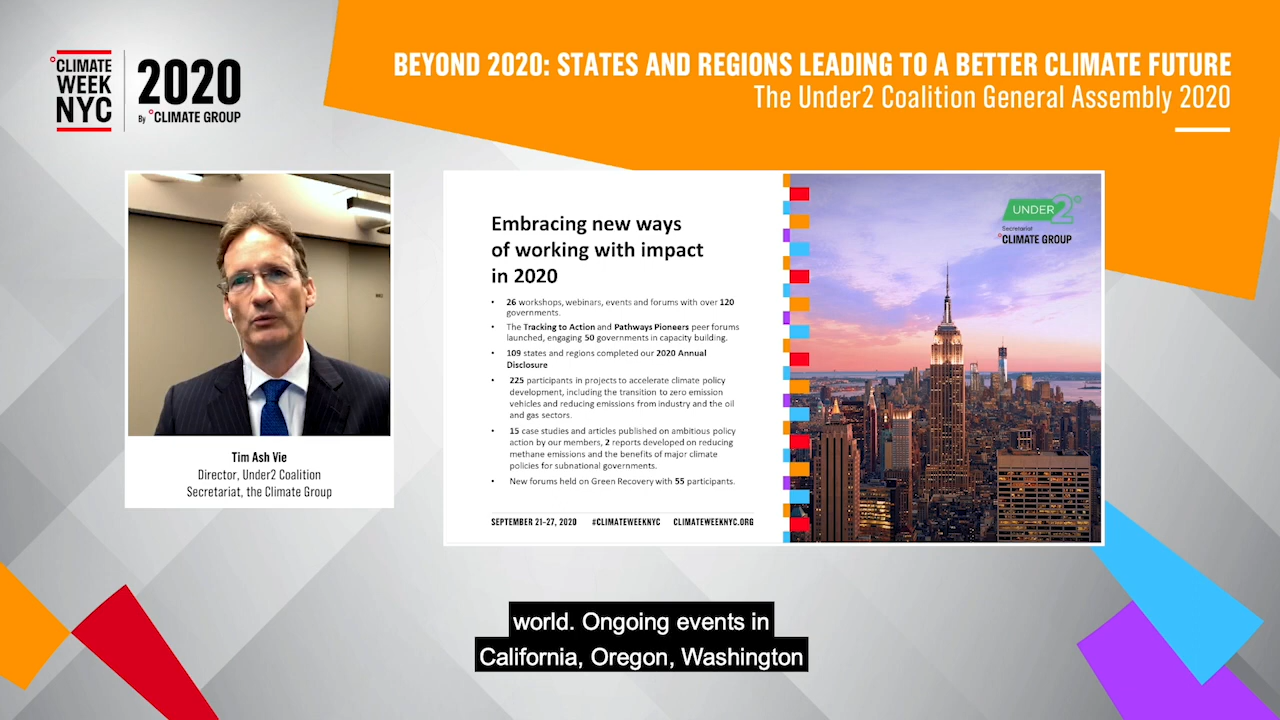 °CLIMATE
WEEK
NYC
2020
By °CLIMATE GROUP
BEYOND 2020: STATES AND REGIONS LEADING TO A BETTER CLIMATE FUTURE
The Under2 Coalition General Assembly 2020
Tim Ash Vie
Director, Under2 Coalition
Secretariat, the Climate Group
Embracing new ways
of working with impact
in 2020
• 26 workshops, webinars, events and forums with over 120
governments.
• The Tracking to Action and Pathways Pioneers peer forums
launched, engaging 50 governments in capacity building.
• 109 states and regions completed our 2020 Annual
Disclosure
• 225 participants in projects to accelerate climate policy
development, including the transition to zero emission
vehicles and reducing emissions from industry and the oil
and gas sectors.
• 15 case studies and articles published on ambitious policy
action by our members, 2 reports developed on reducing
methane emissions and the benefits of major climate
policies for subnational governments.
• New forums held on Green Recovery with 55 participants.
SEPTEMBER 21-27, 2020 #CLIMATEWEEKNYC CLIMATEWEEKNYC.ORG
UNDER2°
Secretariat
°CLIMATE GROUP
world. Ongoing events in
California, Oregon, Washington